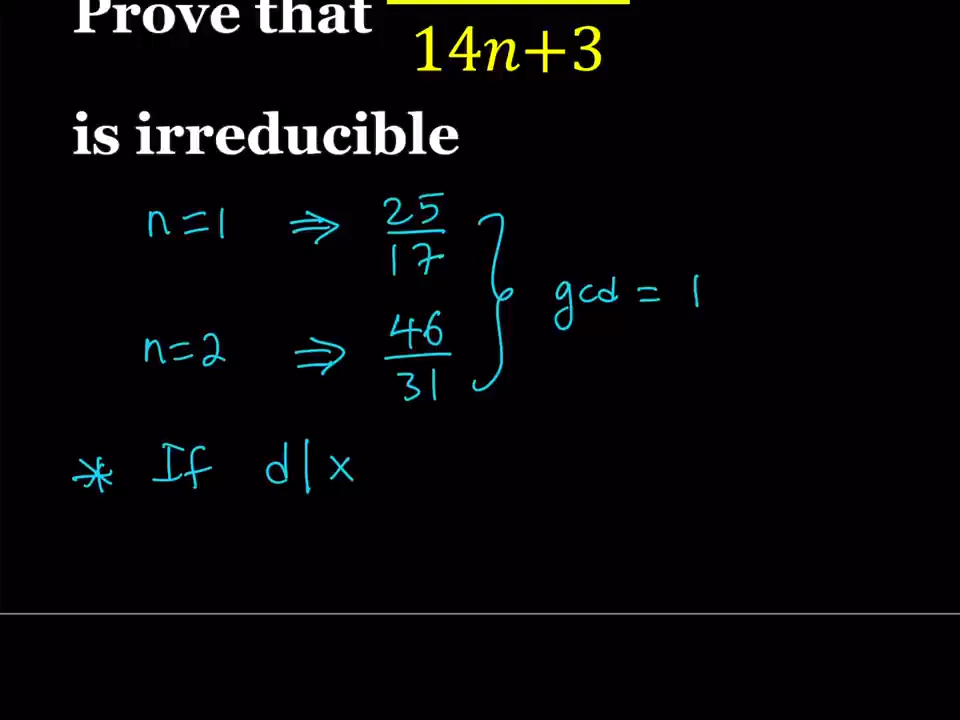 Prove that
14n+3
is irreducible
n=1 ⇒ 25/17
gcd = 1
n=2 ⇒ 46/31
* If d|x